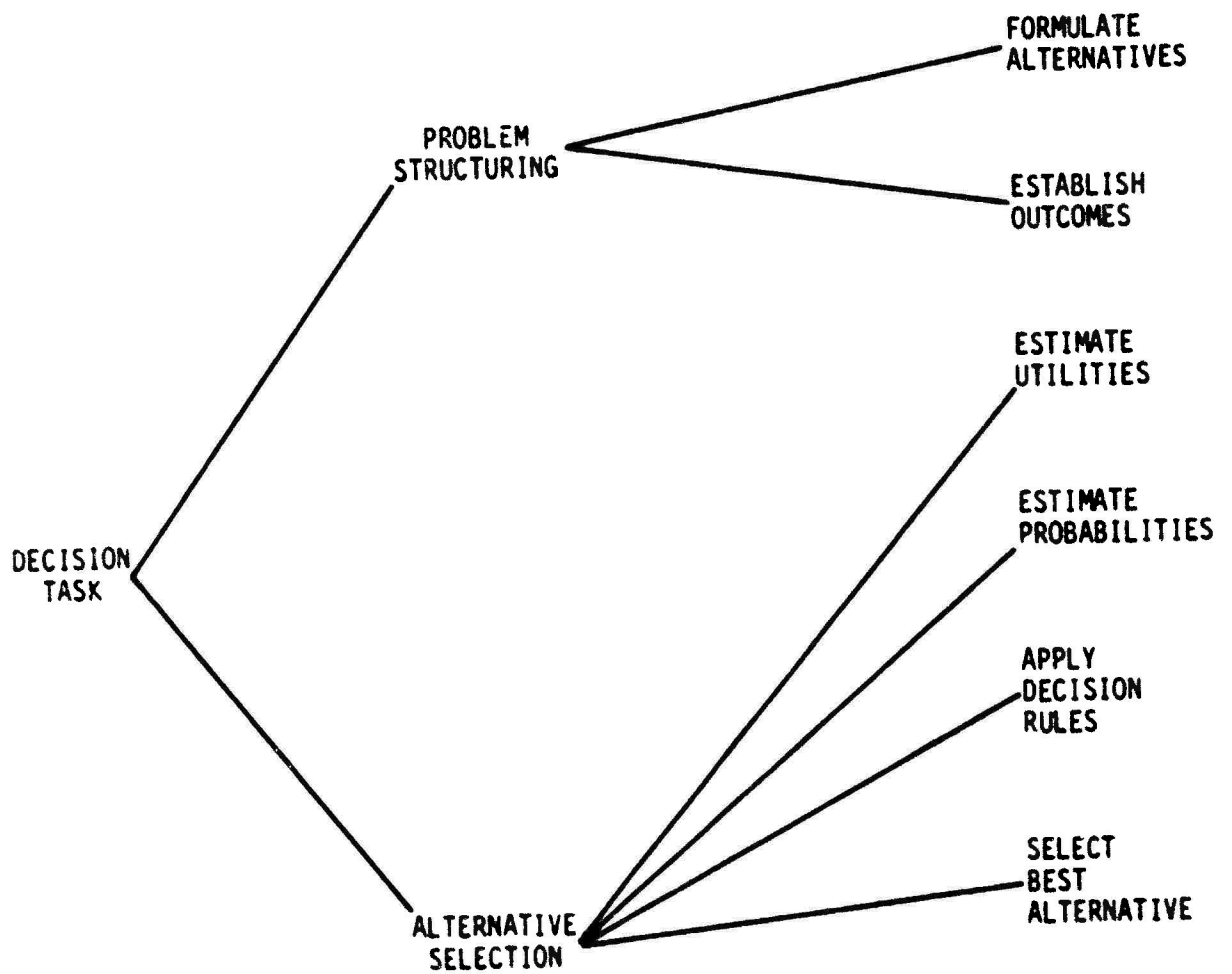 FORMULATE
ALTERNATIVES
PROBLEM
STRUCTURING
ESTABLISH
OUTCOMES
ESTIMATE
UTILITIES
ESTIMATE
PROBABILITIES
DECISION
TASK
APPLY
DECISION
RULES
SELECT
BEST
ALTERNATIVE
ALTERNATIVE
SELECTION